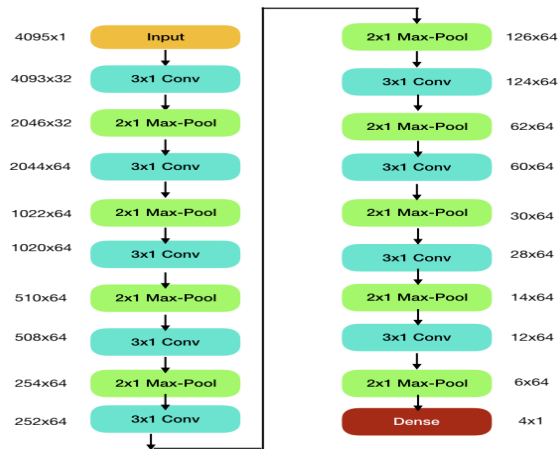 4095x1 Input
4093x32 3x1 Conv
2046x32 2x1 Max-Pool
2044x64 3x1 Conv
1022x64 2x1 Max-Pool
1020x64 3x1 Conv
510x64 2x1 Max-Pool
508x64 3x1 Conv
254x64 2x1 Max-Pool
252x64 3x1 Conv
2x1 Max-Pool 126x64
3x1 Conv 124x64
2x1 Max-Pool 62x64
3x1 Conv 60x64
2x1 Max-Pool 30x64
3x1 Conv 28x64
2x1 Max-Pool 14x64
3x1 Conv 12x64
2x1 Max-Pool 6x64
Dense 4x1